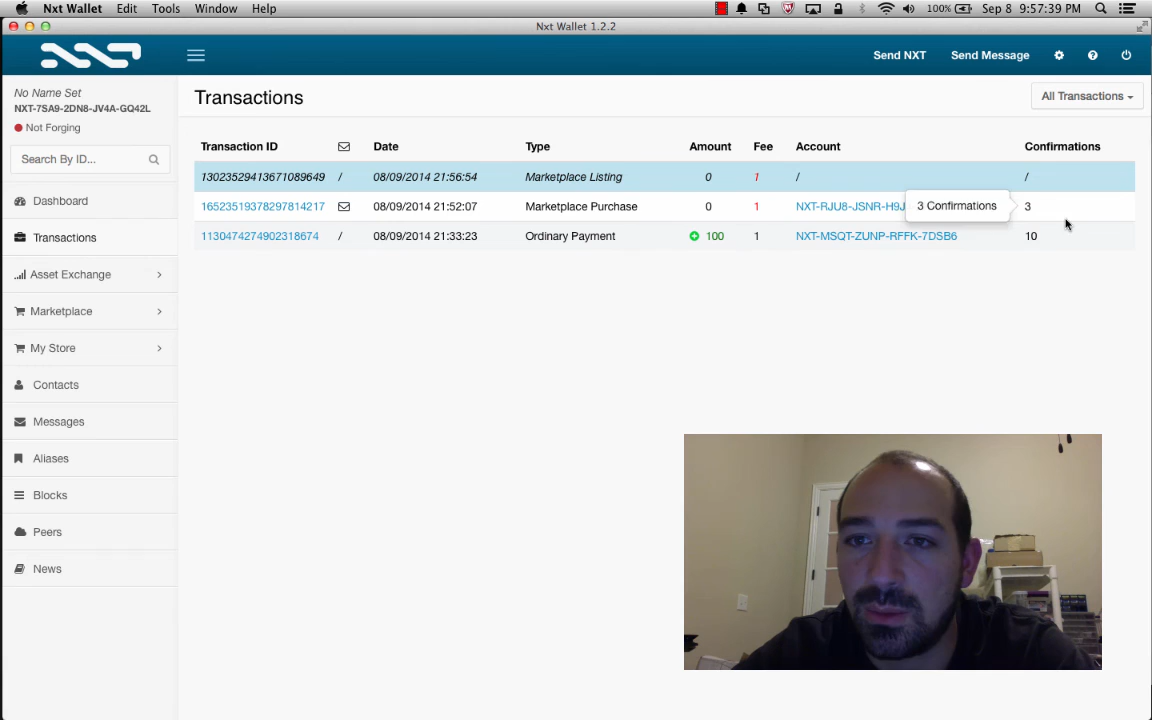 Nxt Wallet Edit Tools Window Help 100% Sep 8 9:57:39 PM
Nxt Wallet 1.2.2
NXT Send NXT Send Message
No Name Set
NXT-7SA9-2DN8-JV4A-GQ42L
Not Forging
Search By ID...
Dashboard
Transactions
Asset Exchange
Marketplace
My Store
Contacts
Messages
Aliases
Blocks
Peers
News
Transactions All Transactions
Transaction ID Date Type Amount Fee Account Confirmations
13023529413671089649 / 08/09/2014 21:56:54 Marketplace Listing 0 1 / /
16523519378297814217 08/09/2014 21:52:07 Marketplace Purchase 0 1 NXT-RJU8-JSNR-H9J 3 Confirmations 3
1130474274902318674 / 08/09/2014 21:33:23 Ordinary Payment 100 1 NXT-MSQT-ZUNP-RFFK-7DSB6 10